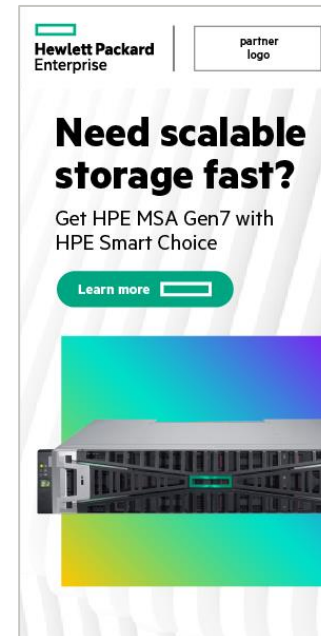 Hewlett Packard
Enterprise
partner
logo
Need scalable
storage fast?
Get HPE MSA Gen7 with
HPE Smart Choice
Learn more